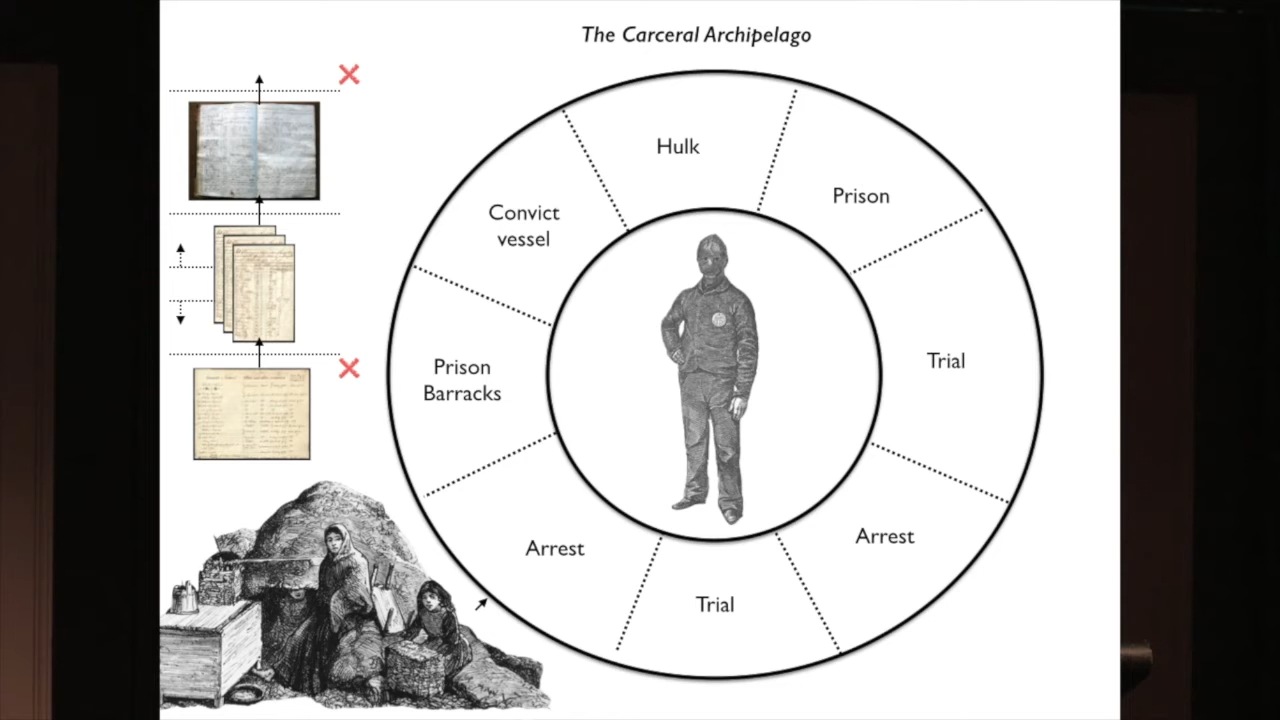 The Carceral Archipelago
Hulk
Prison
Convict
vessel
Trial
Prison
Barracks
Arrest
Arrest
Trial